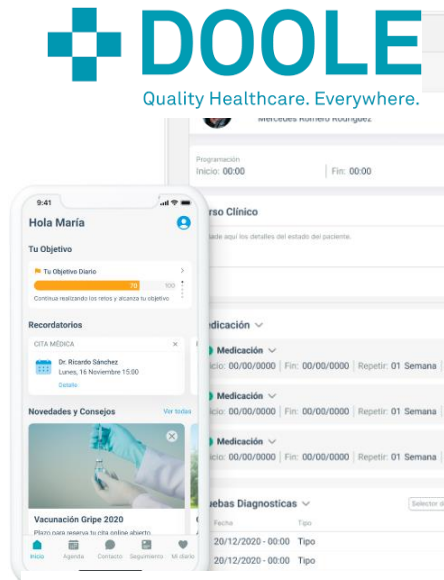 DOOLE
Quality Healthcare. Everywhere.
Mercedes Romero Rodríguez
Programación
Inicio: 00:00
Fin: 00:00
rso Clínico
ade aquí los detalles del estado del paciente.
edicación
Medicación
icio: 00/00/0000 | Fin: 00/00/0000 | Repetir: 01 Semana
Medicación
icio: 00/00/0000 | Fin: 00/00/0000 | Repetir: 01 Semana
Medicación
icio: 00/00/0000 | Fin: 00/00/0000 | Repetir: 01 Semana
uebas Diagnosticas
Selector
Fecha
Tipo
20/12/2020 - 00:00 Tipo
20/12/2020 - 00:00 Tipo
9:41
Hola María
Tu Objetivo
Tu Objetivo Diario
70
100
Continua realizando los retos y alcanza tu objetivo
Recordatorios
CITA MÉDICA
Dr. Ricardo Sánchez
Lunes, 16 Noviembre 15:00
Detalle
Novedades y Consejos
Ver todas
Vacunación Gripe 2020
Plazo para reserva tu cita online abierto
Inicio
Agenda
Contacto
Seguimiento
Mi diario